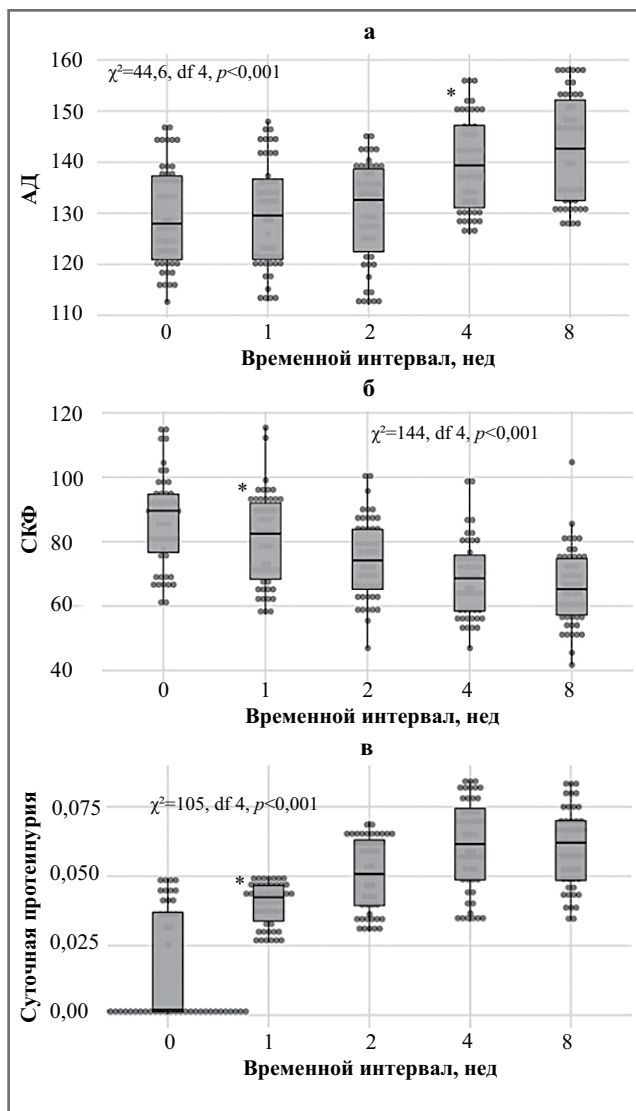 а
160
150
140
130
120
110
АД
χ²=44,6, df 4, p<0,001
*
0 1 2 4 8
Временной интервал, нед
б
120
100
80
60
40
СКФ
χ²=144, df 4, p<0,001
*
0 1 2 4 8
Временной интервал, нед
в
0,075
0,050
0,025
0,00
Суточная протеинурия
χ²=105, df 4, p<0,001
*
0 1 2 4 8
Временной интервал, нед